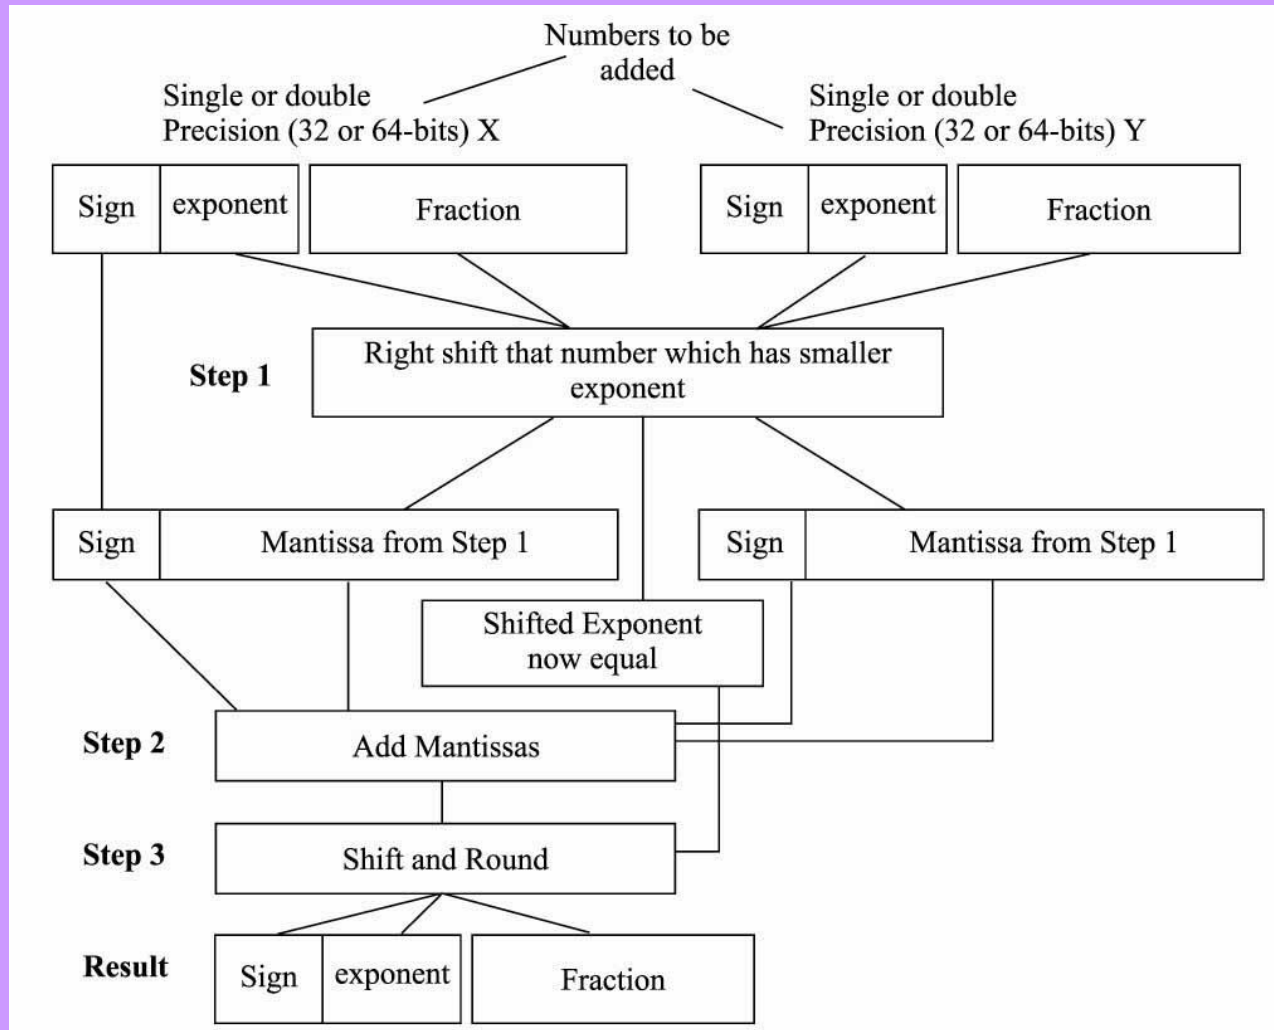 Numbers to be
added
Single or double
Precision (32 or 64-bits) X
Single or double
Precision (32 or 64-bits) Y
Sign
exponent
Fraction
Sign
exponent
Fraction
Step 1
Right shift that number which has smaller
exponent
Sign
Mantissa from Step 1
Sign
Mantissa from Step 1
Shifted Exponent
now equal
Step 2
Add Mantissas
Step 3
Shift and Round
Result
Sign
exponent
Fraction